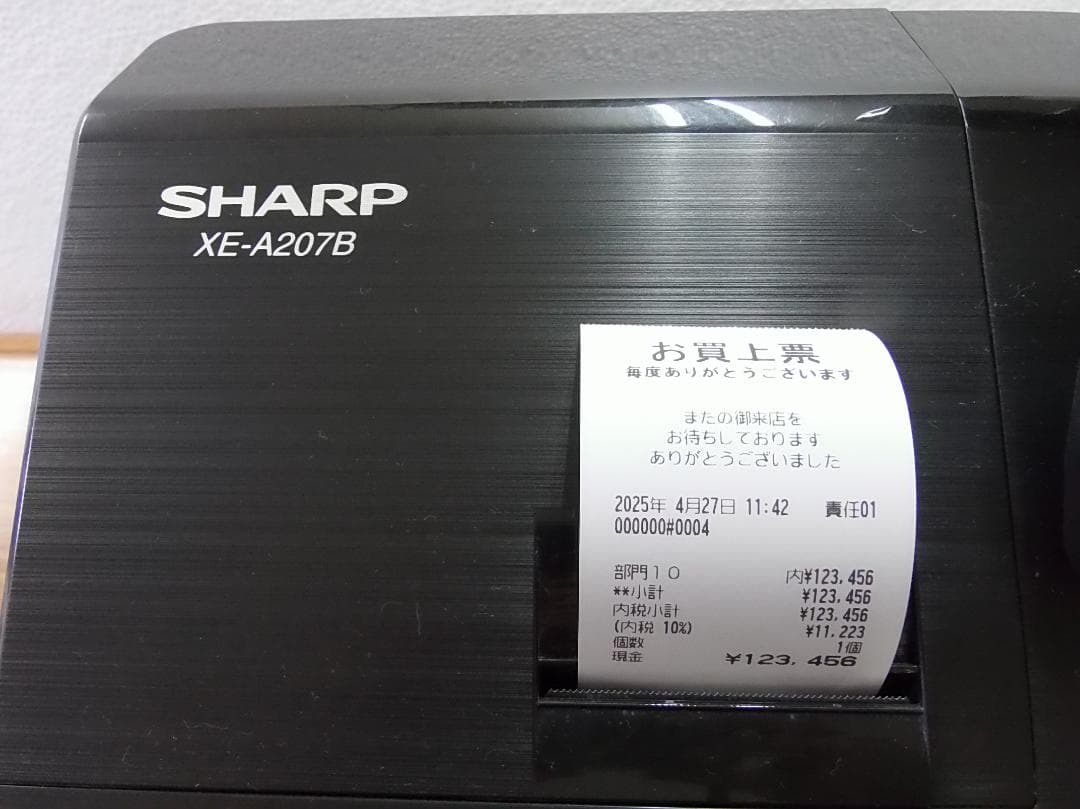 SHARP
XE-A207B
お買上票
毎度ありがとうございます
またの御来店を
お待ちしております
ありがとうございました
2025年 4月27日 11:42 責任01
000000#0004
部門10 内¥123,456
**小計 ¥123,456
内税小計 ¥123,456
(内税 10%) ¥11,223
個数 1個
現金 ¥123,456